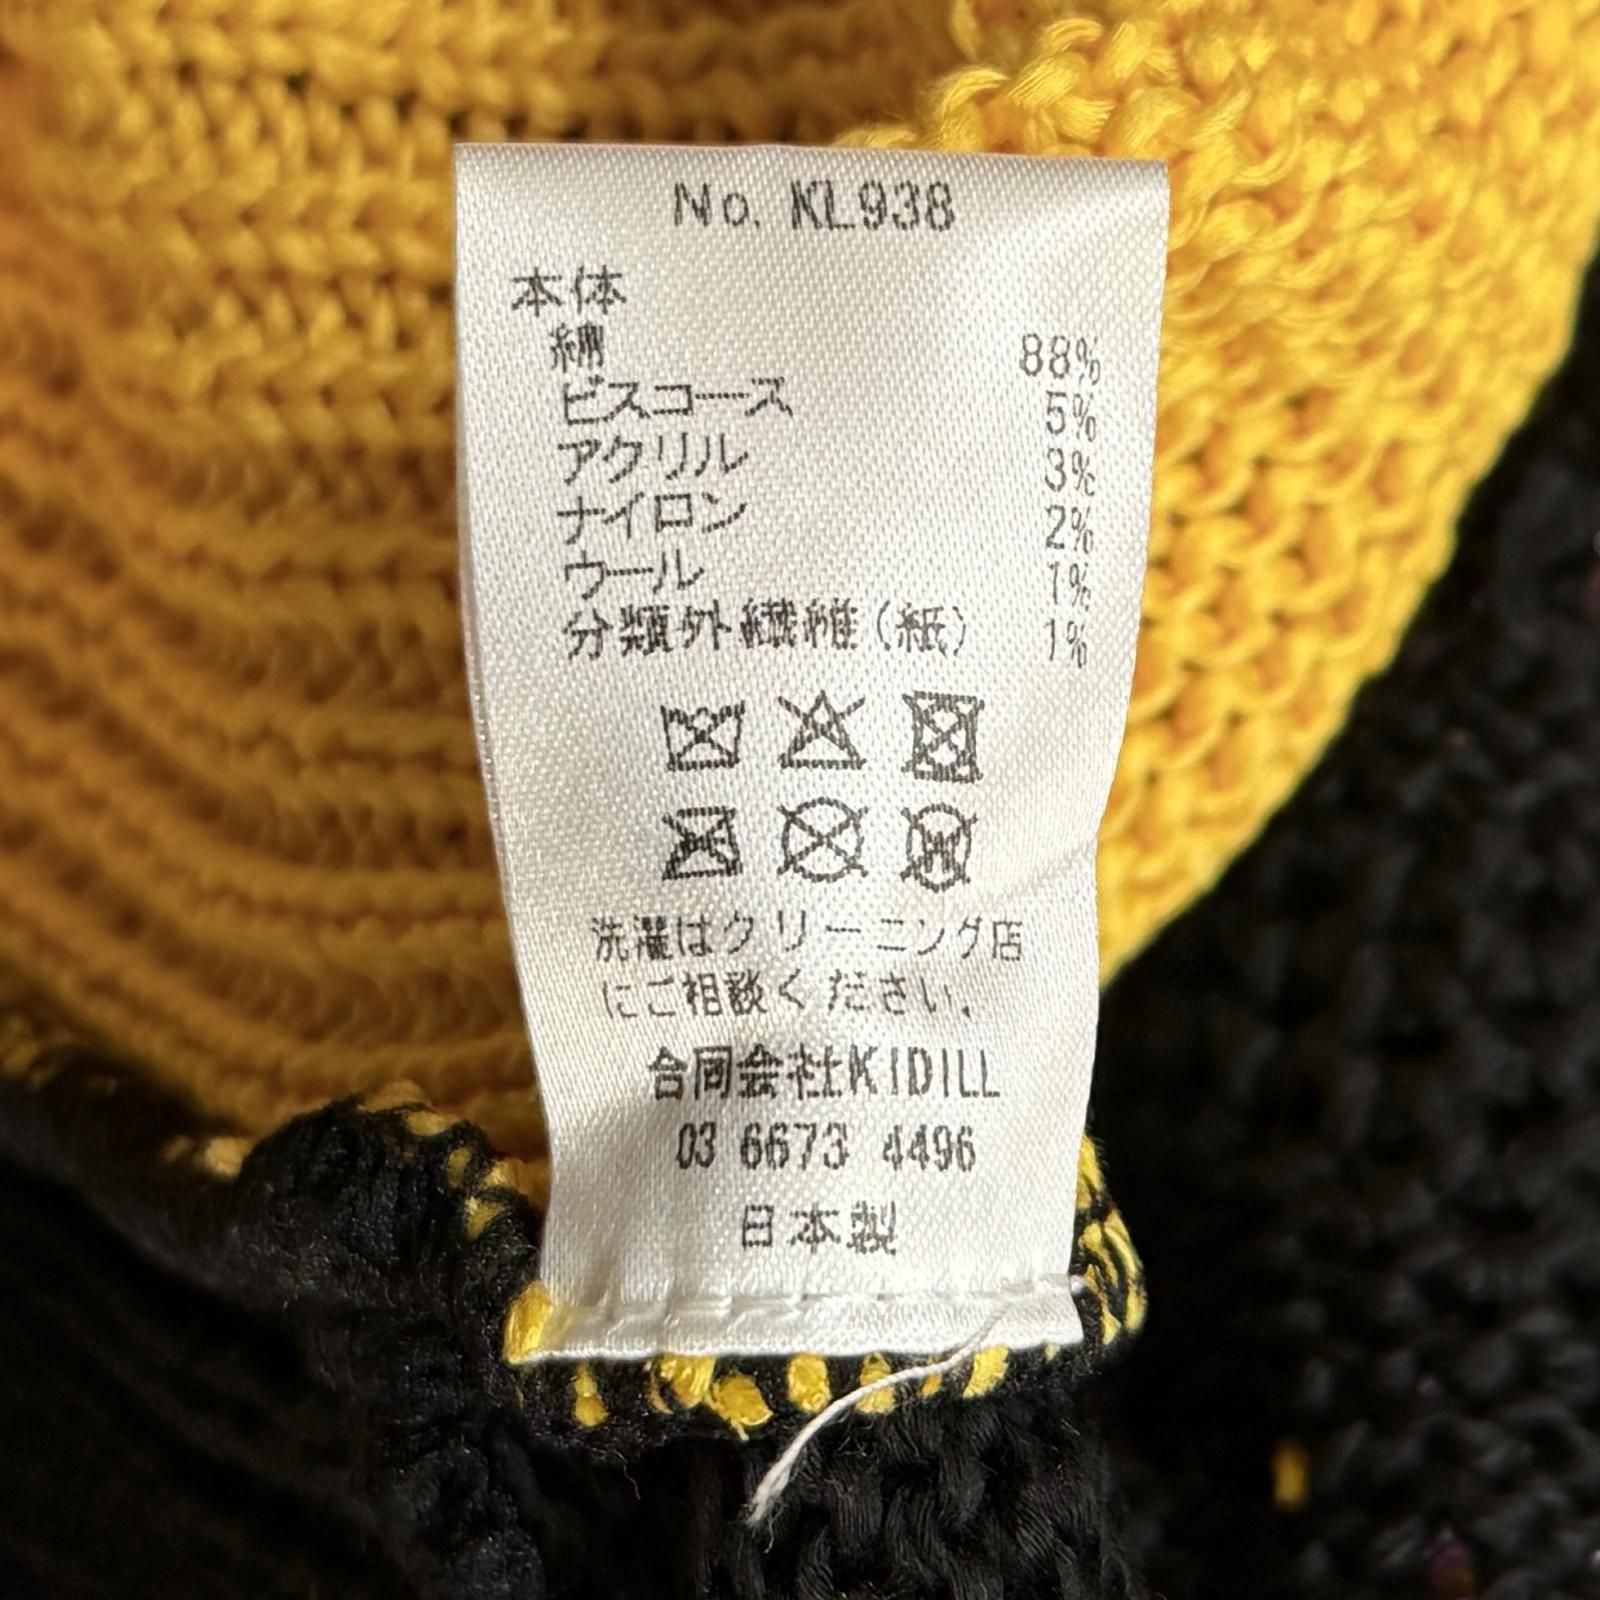 No. KL938
本体
綿 88%
ビスコース 5%
アクリル 3%
ナイロン 2%
ウール 1%
分類外繊維(紙) 1%
洗濯はクリーニング店
にご相談ください。
合同会社KIDILL
03 6673 4496
日本製